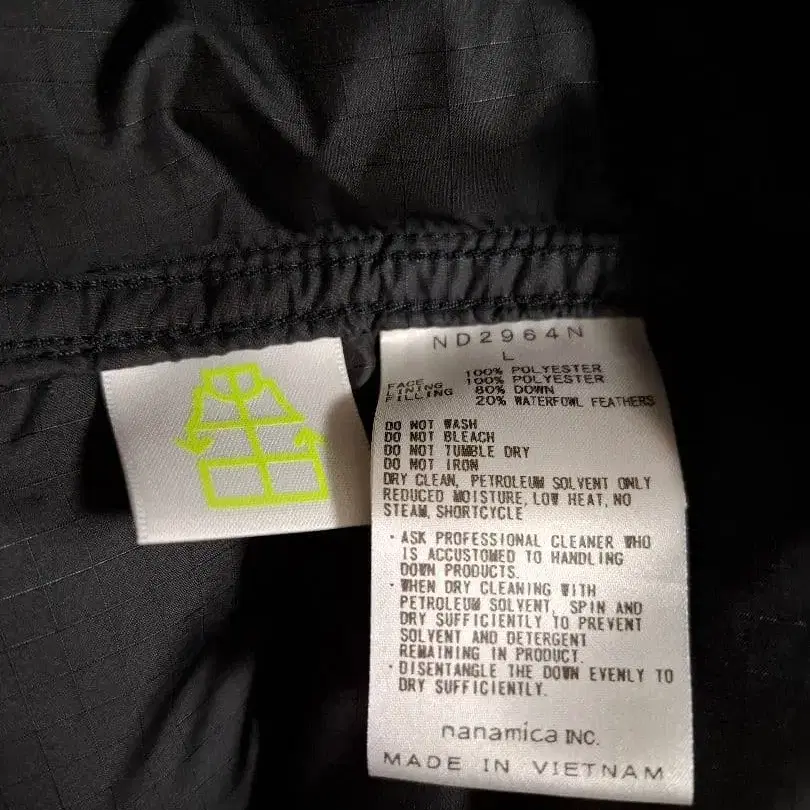 ND2964N
L
FACE 100% POLYESTER
LINING 100% POLYESTER
FILLING 80% DOWN
20% WATERFOWL FEATHERS
DO NOT WASH
DO NOT BLEACH
DO NOT TUMBLE DRY
DO NOT IRON
DRY CLEAN, PETROLEUM SOLVENT ONLY
REDUCED MOISTURE, LOW HEAT, NO
STEAM, SHORTCYCLE
・ASK PROFESSIONAL CLEANER WHO
IS ACCUSTOMED TO HANDLING
DOWN PRODUCTS.
・WHEN DRY CLEANING WITH
PETROLEUM SOLVENT, SPIN AND
DRY SUFFICIENTLY TO PREVENT
SOLVENT AND DETERGENT
REMAINING IN PRODUCT.
・DISENTANGLE THE DOWN EVENLY TO
DRY SUFFICIENTLY.
nanamica INC.
MADE IN VIETNAM